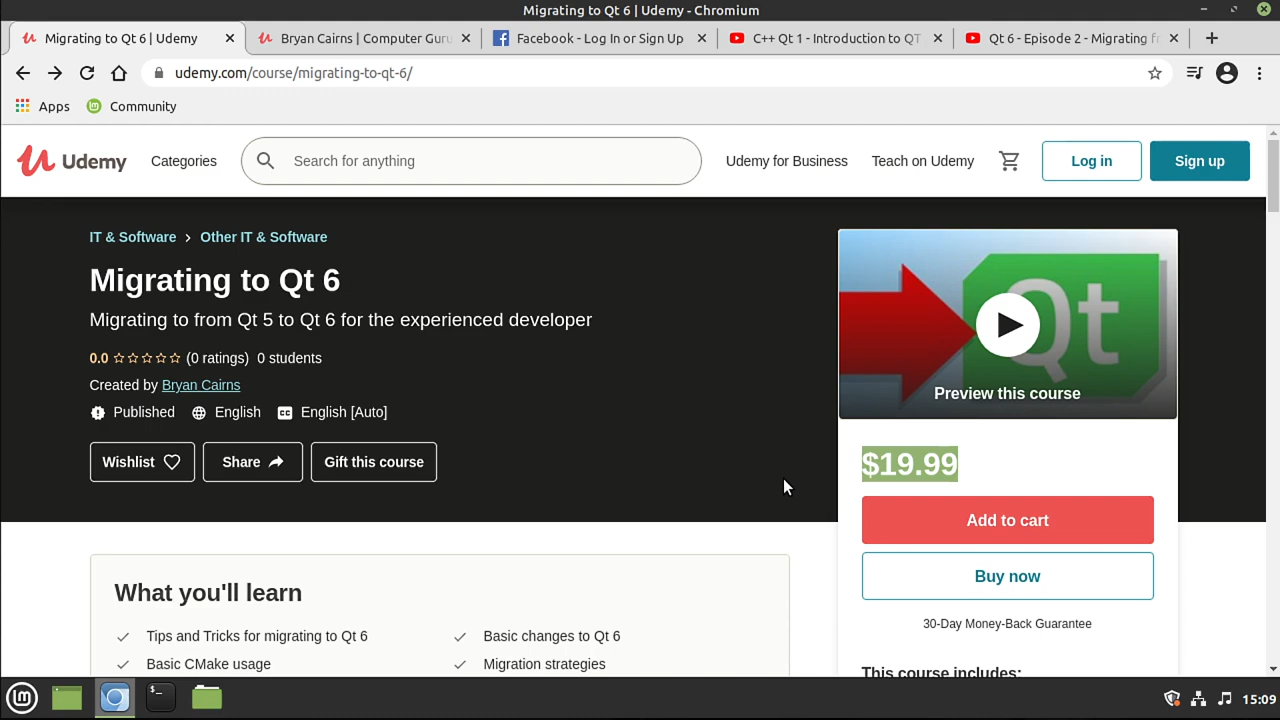 Migrating to Qt 6 | Udemy - Chromium
Migrating to Qt 6 | Udemy
Bryan Cairns | Computer Guru
Facebook - Log In or Sign Up
C++ Qt 1 - Introduction to QT
Qt 6 - Episode 2 - Migrating f
udemy.com/course/migrating-to-qt-6/
Apps
Community
Udemy
Categories
Search for anything
Udemy for Business
Teach on Udemy
Log in
Sign up
IT & Software
Other IT & Software
Migrating to Qt 6
Migrating to from Qt 5 to Qt 6 for the experienced developer
0.0 (0 ratings) 0 students
Created by Bryan Cairns
Published English English [Auto]
Wishlist
Share
Gift this course
Qt
Preview this course
$19.99
Add to cart
Buy now
30-Day Money-Back Guarantee
This course includes:
What you'll learn
Tips and Tricks for migrating to Qt 6
Basic changes to Qt 6
Basic CMake usage
Migration strategies
15:09